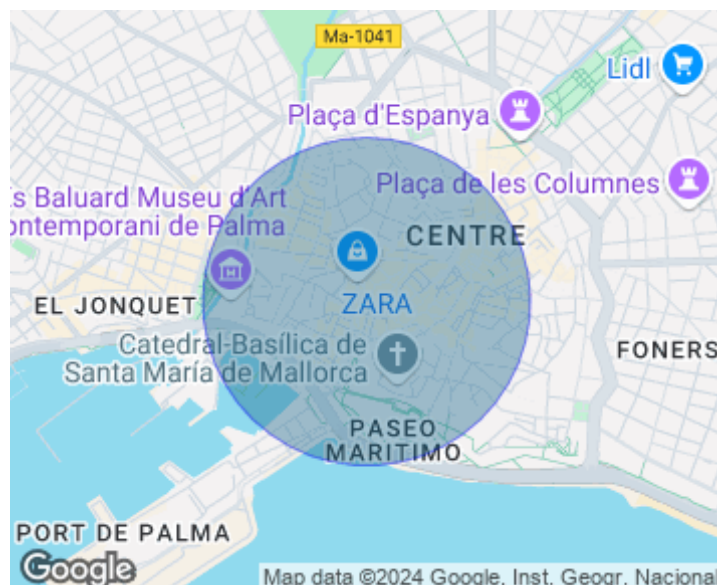 Ma-1041
Lidl
Plaça d'Espanya
Plaça de les Columnes
s Baluard Museu d'Art
ontemporani de Palma
CENTRE
EL JONQUET
ZARA
Catedral-Basílica de
Santa María de Mallorca
FONERS
PASEO
MARITIMO
PORT DE PALMA
Google
Map data ©2024 Google, Inst. Geogr. Nacional